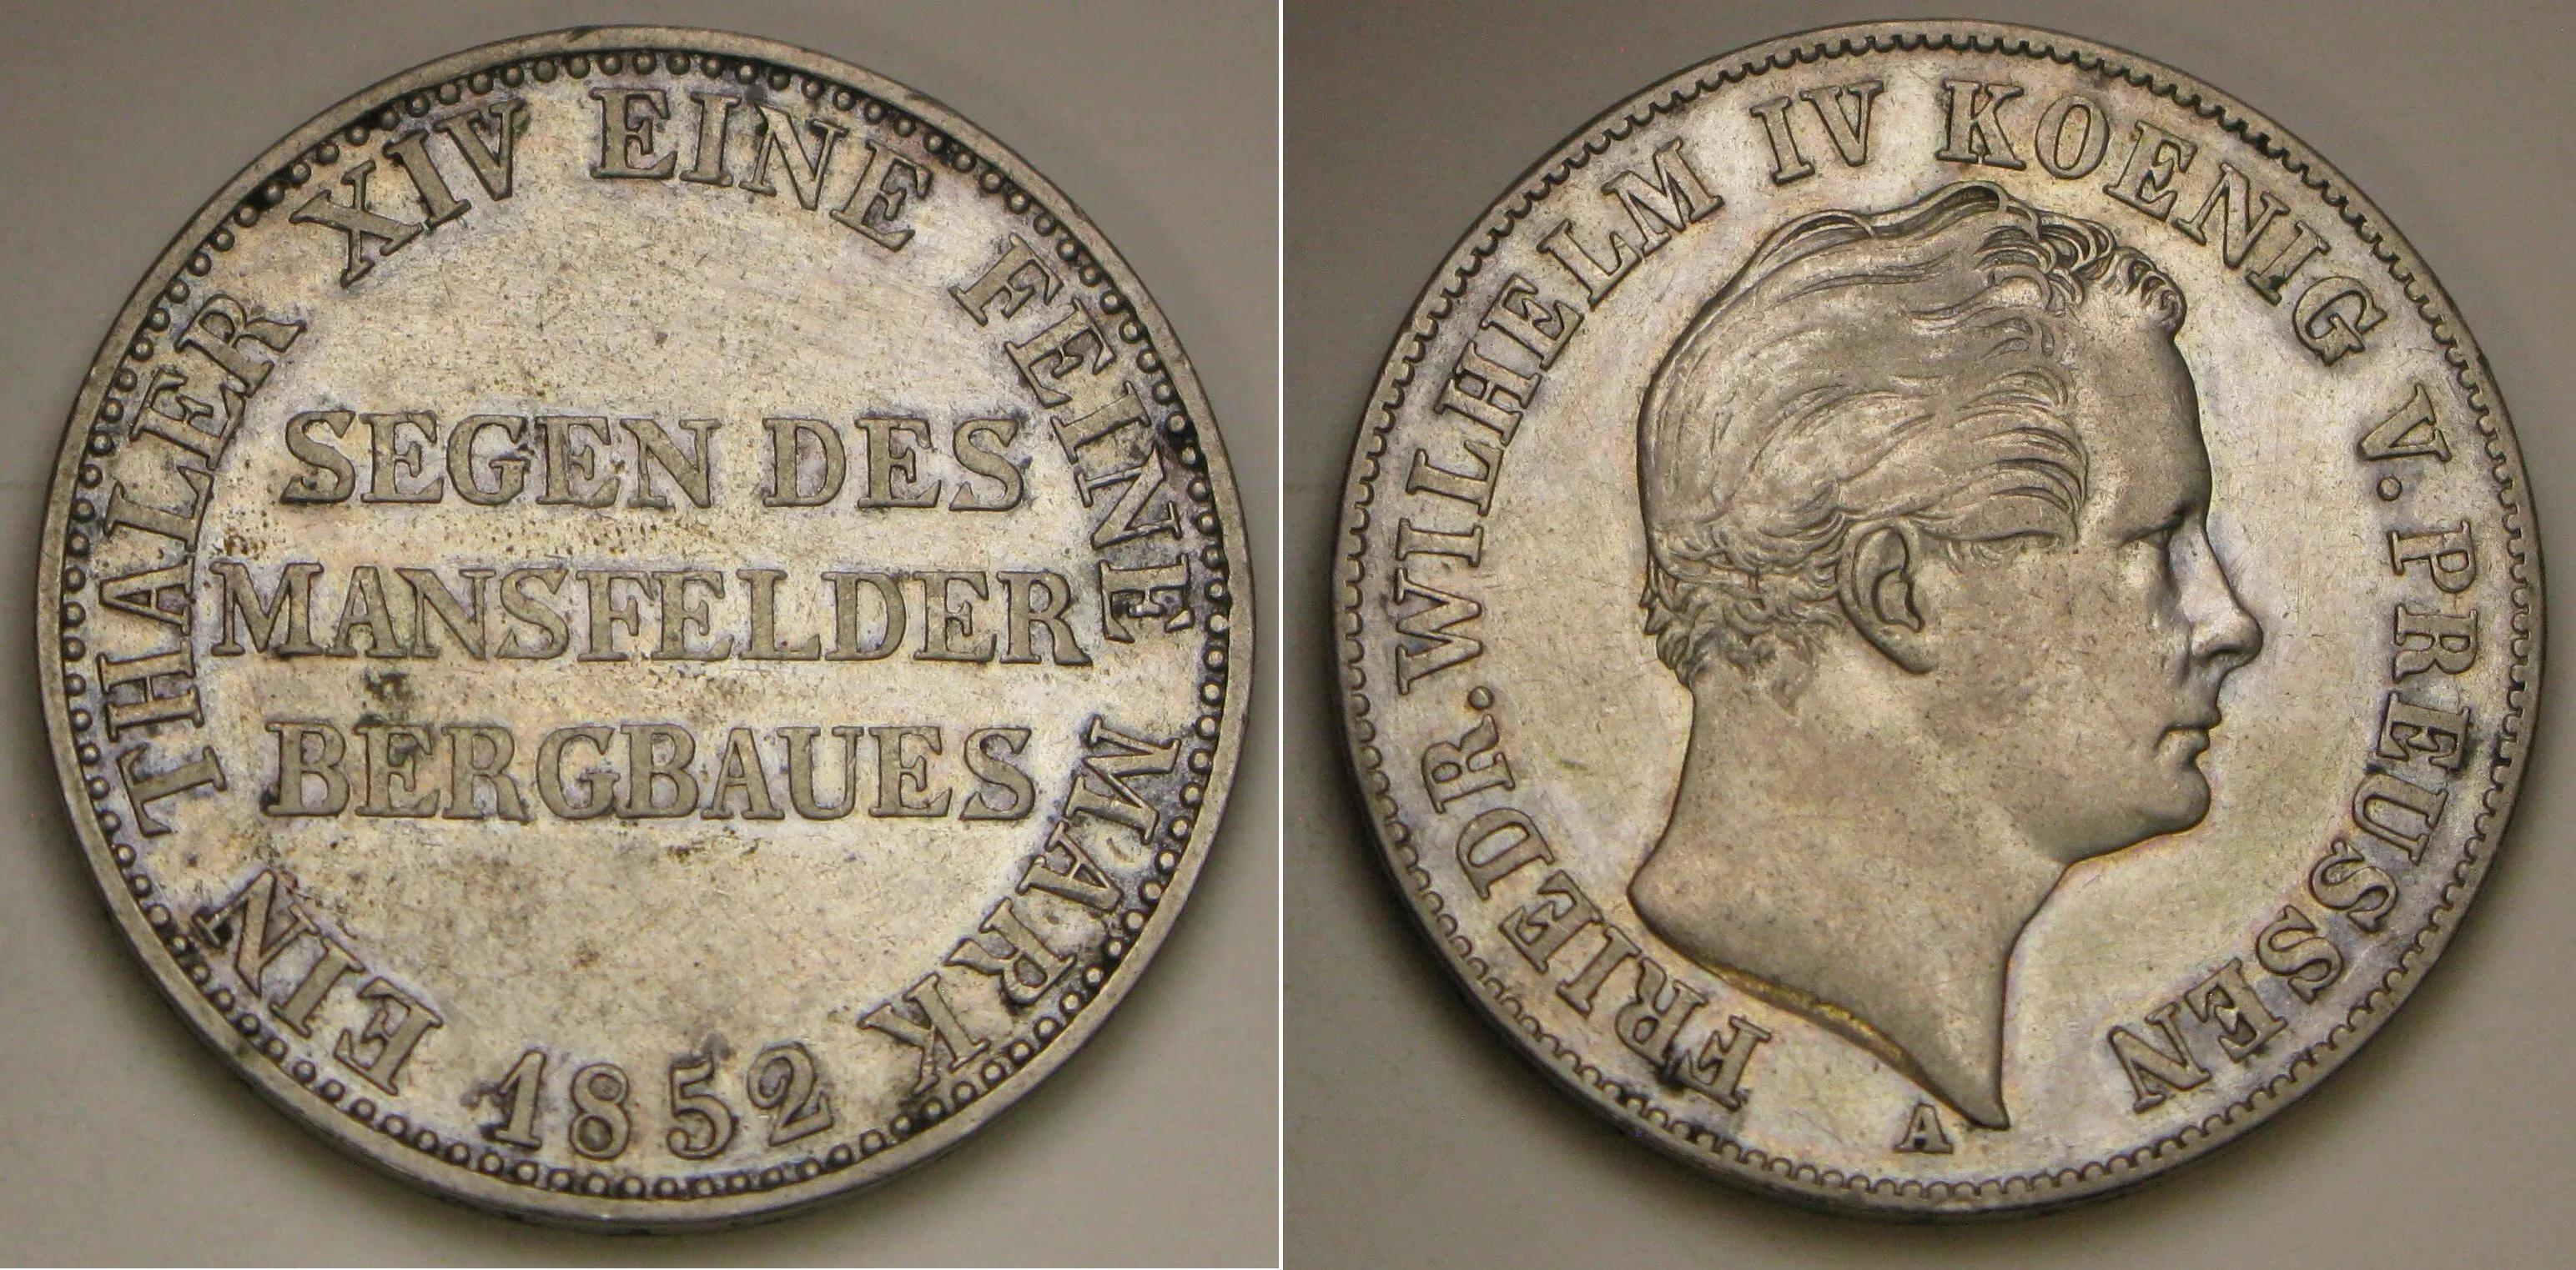 EIN THALER XIV EINE FEINE MARK
SEGEN DES
MANSFELDER
BERGBAUES
1852
FRIEDR. WILHELM IV KOENIG V. PREUSSEN
A